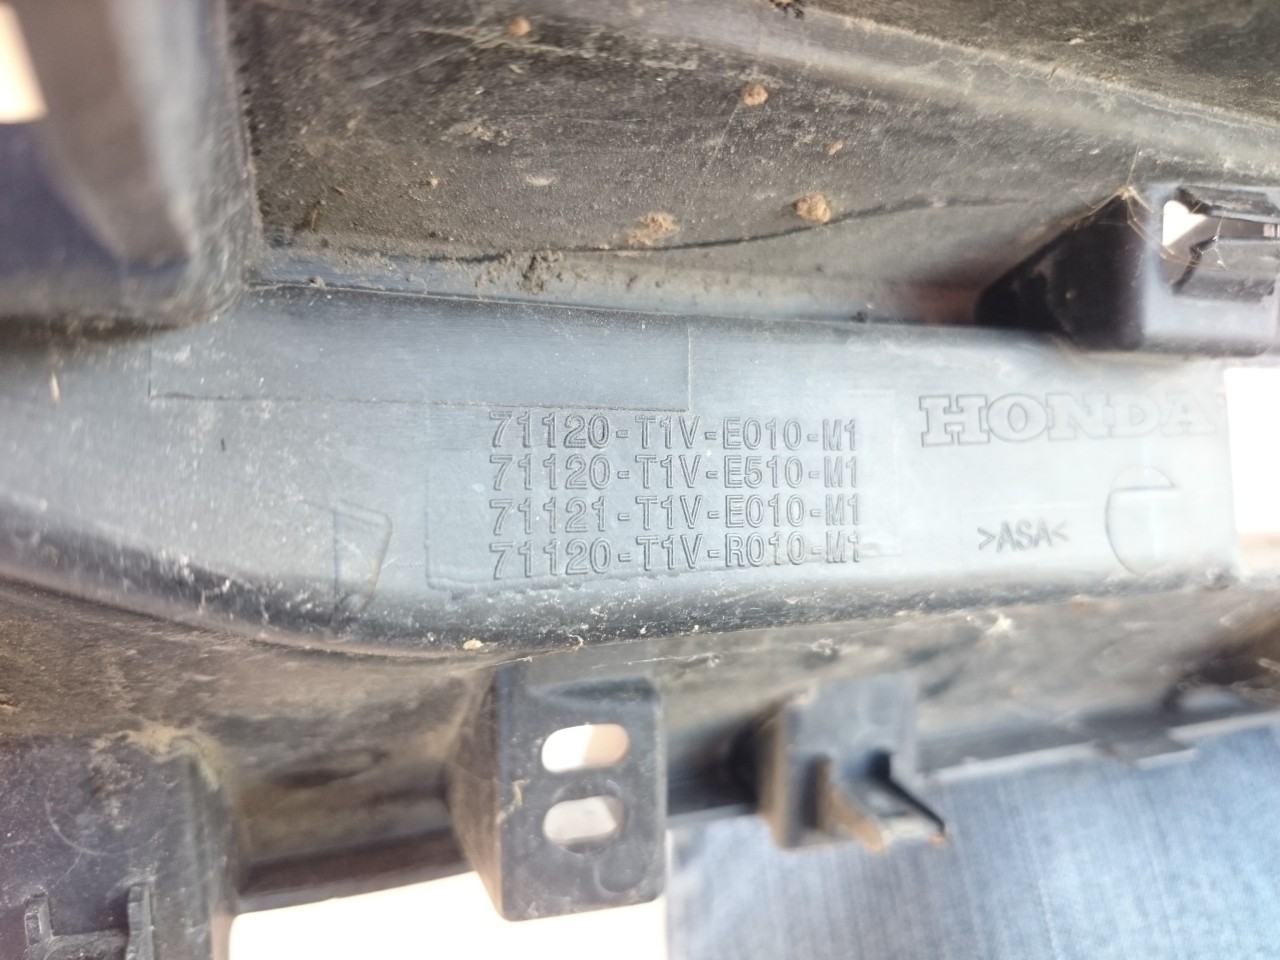 71120-T1V-E010-M1
71120-T1V-E510-M1
71121-T1V-E010-M1
71120-T1V-R010-M1
HONDA
>ASA<